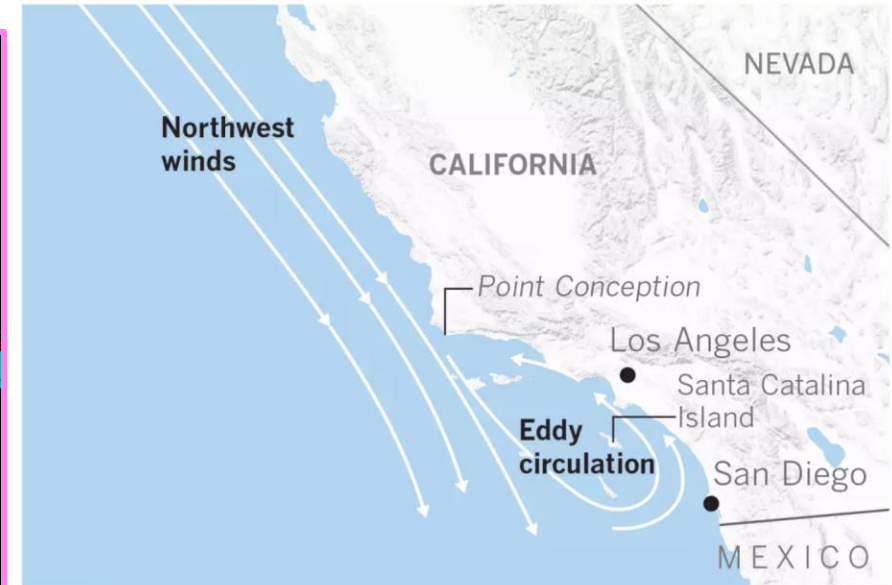 NEVADA
Northwest
winds
CALIFORNIA
Point Conception
Los Angeles
Santa Catalina
Island
Eddy
circulation
San Diego
MEXICO